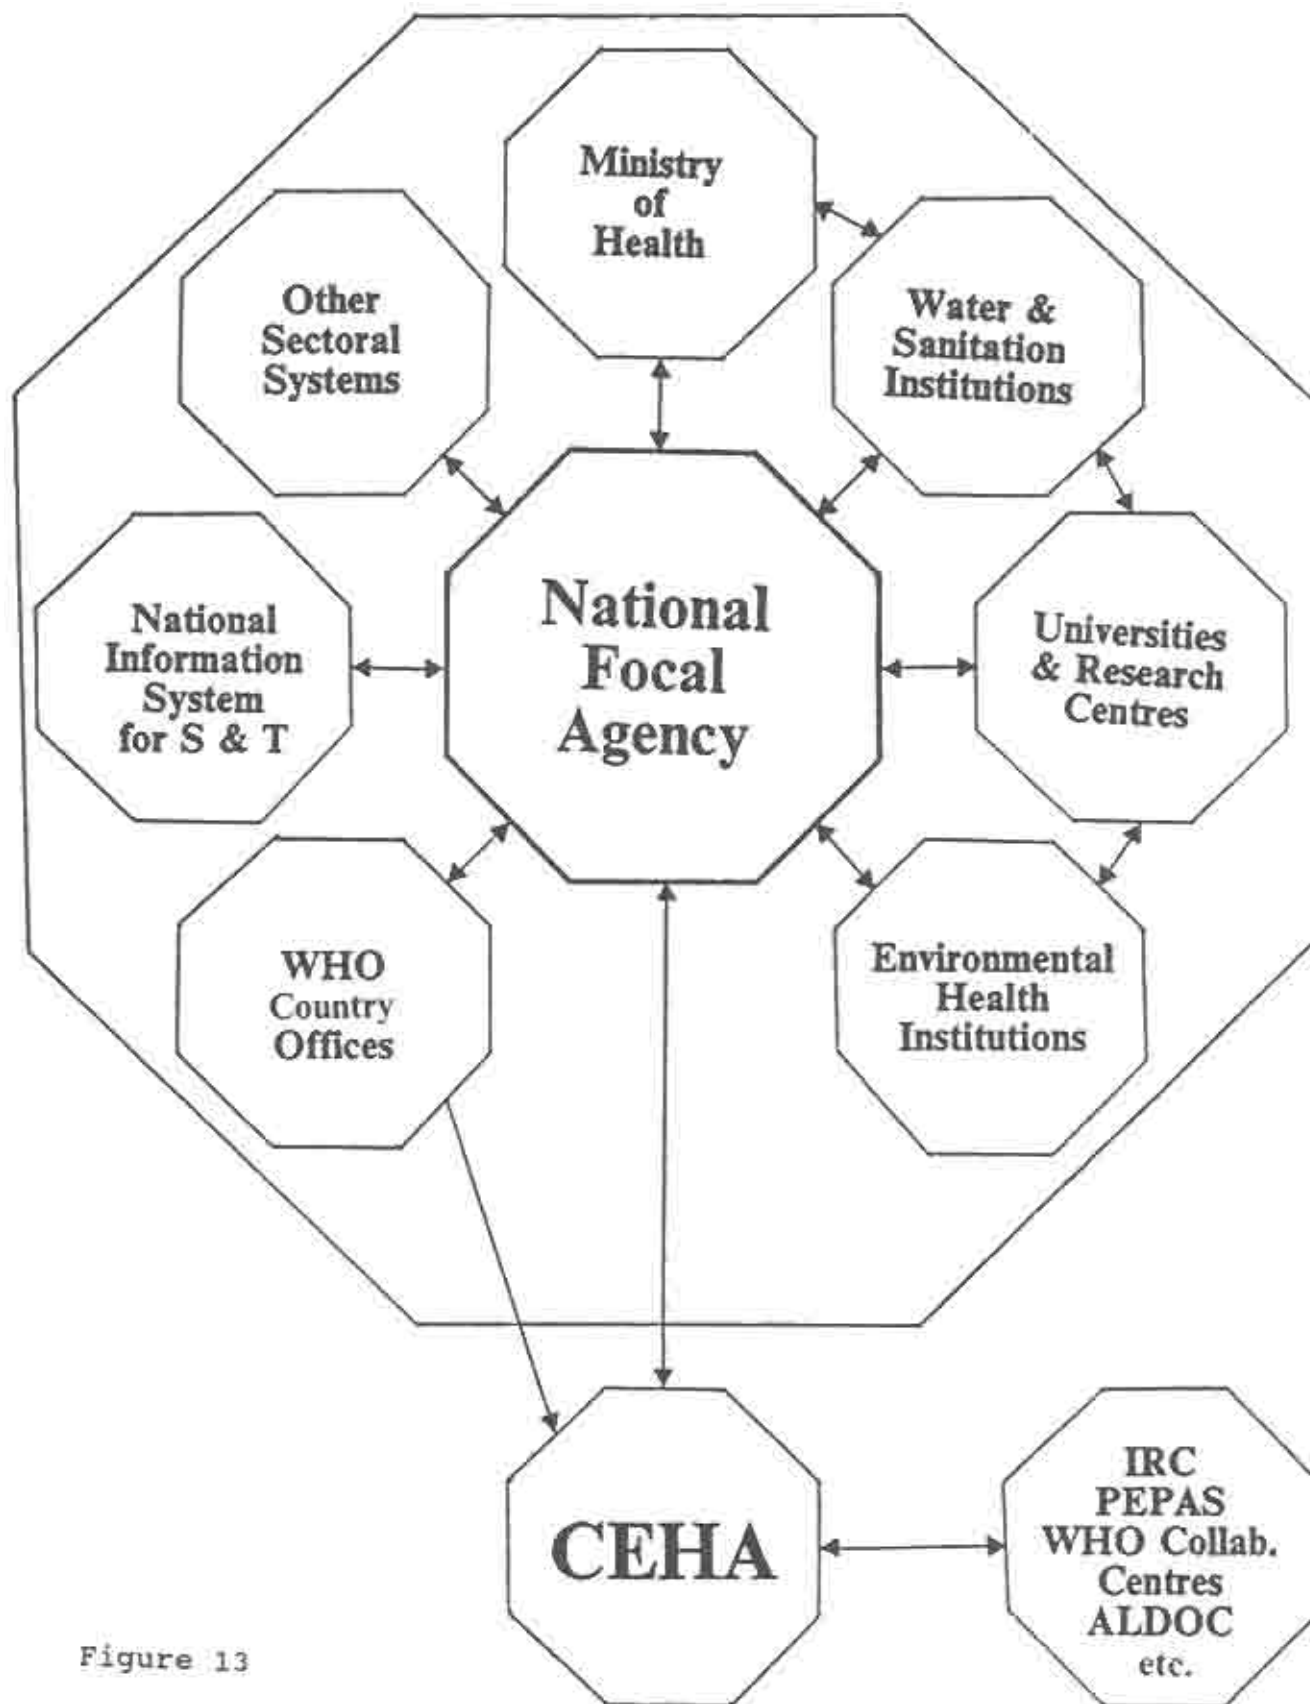 Ministry
of
Health
Other
Sectoral
Systems
Water &
Sanitation
Institutions
National
Information
System
for S & T
National
Focal
Agency
Universities
& Research
Centres
WHO
Country
Offices
Environmental
Health
Institutions
CEHA
IRC
PEPAS
WHO Collab.
Centres
ALDOC
etc.
Figure 13